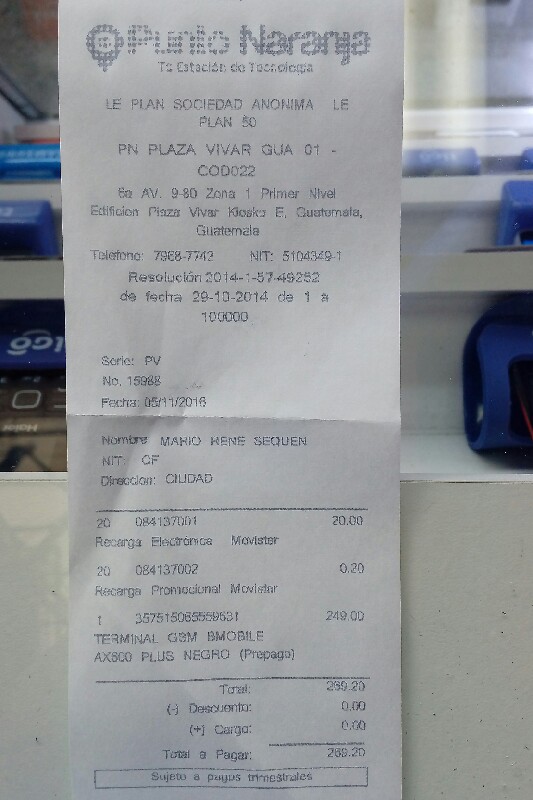 Punto Naranja
Tu Estación de Tecnología
LE PLAN SOCIEDAD ANONIMA LE
PLAN 50
PN PLAZA VIVAR GUA 01 -
COD022
6a AV. 9-80 Zona 1 Primer Nivel
Edificion Plaza Vivar Kiosko E, Guatemala,
Guatemala
Teléfono: 7968-7743 NIT: 5104349-1
Resolución 2014-1-57-49252
de fecha 29-10-2014 de 1 a
100000
Serie: PV
No. 15988
Fecha: 05/11/2016
Nombre MARIO RENE SEQUEN
NIT: CF
Direccion: CIUDAD
20 084137001 20.00
Recarga Electrónica Movistar
20 084137002 0.20
Recarga Promocional Movistar
1 357515065559631 249.00
TERMINAL GSM BMOBILE
AX600 PLUS NEGRO (Prepago)
Total: 269.20
(-) Descuento: 0.00
(+) Cargo: 0.00
Total a Pagar: 269.20
Sujeto a pagos trimestrales
tigo